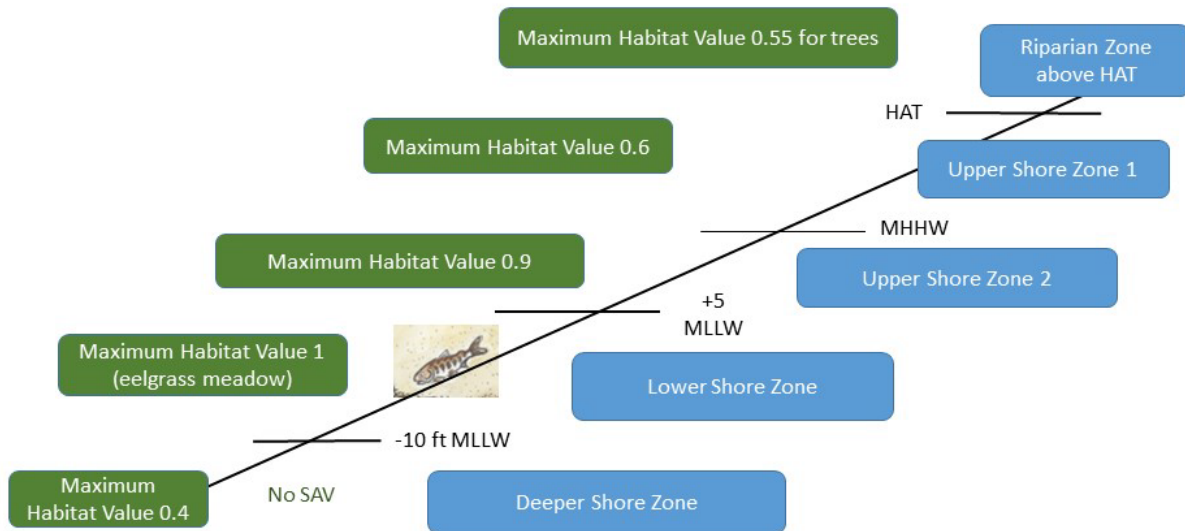 Maximum Habitat Value 0.55 for trees
Riparian Zone
above HAT
HAT
Maximum Habitat Value 0.6
Upper Shore Zone 1
MHHW
Maximum Habitat Value 0.9
Upper Shore Zone 2
+5
MLLW
Maximum Habitat Value 1
(eelgrass meadow)
Lower Shore Zone
-10 ft MLLW
Maximum
Habitat Value 0.4
No SAV
Deeper Shore Zone